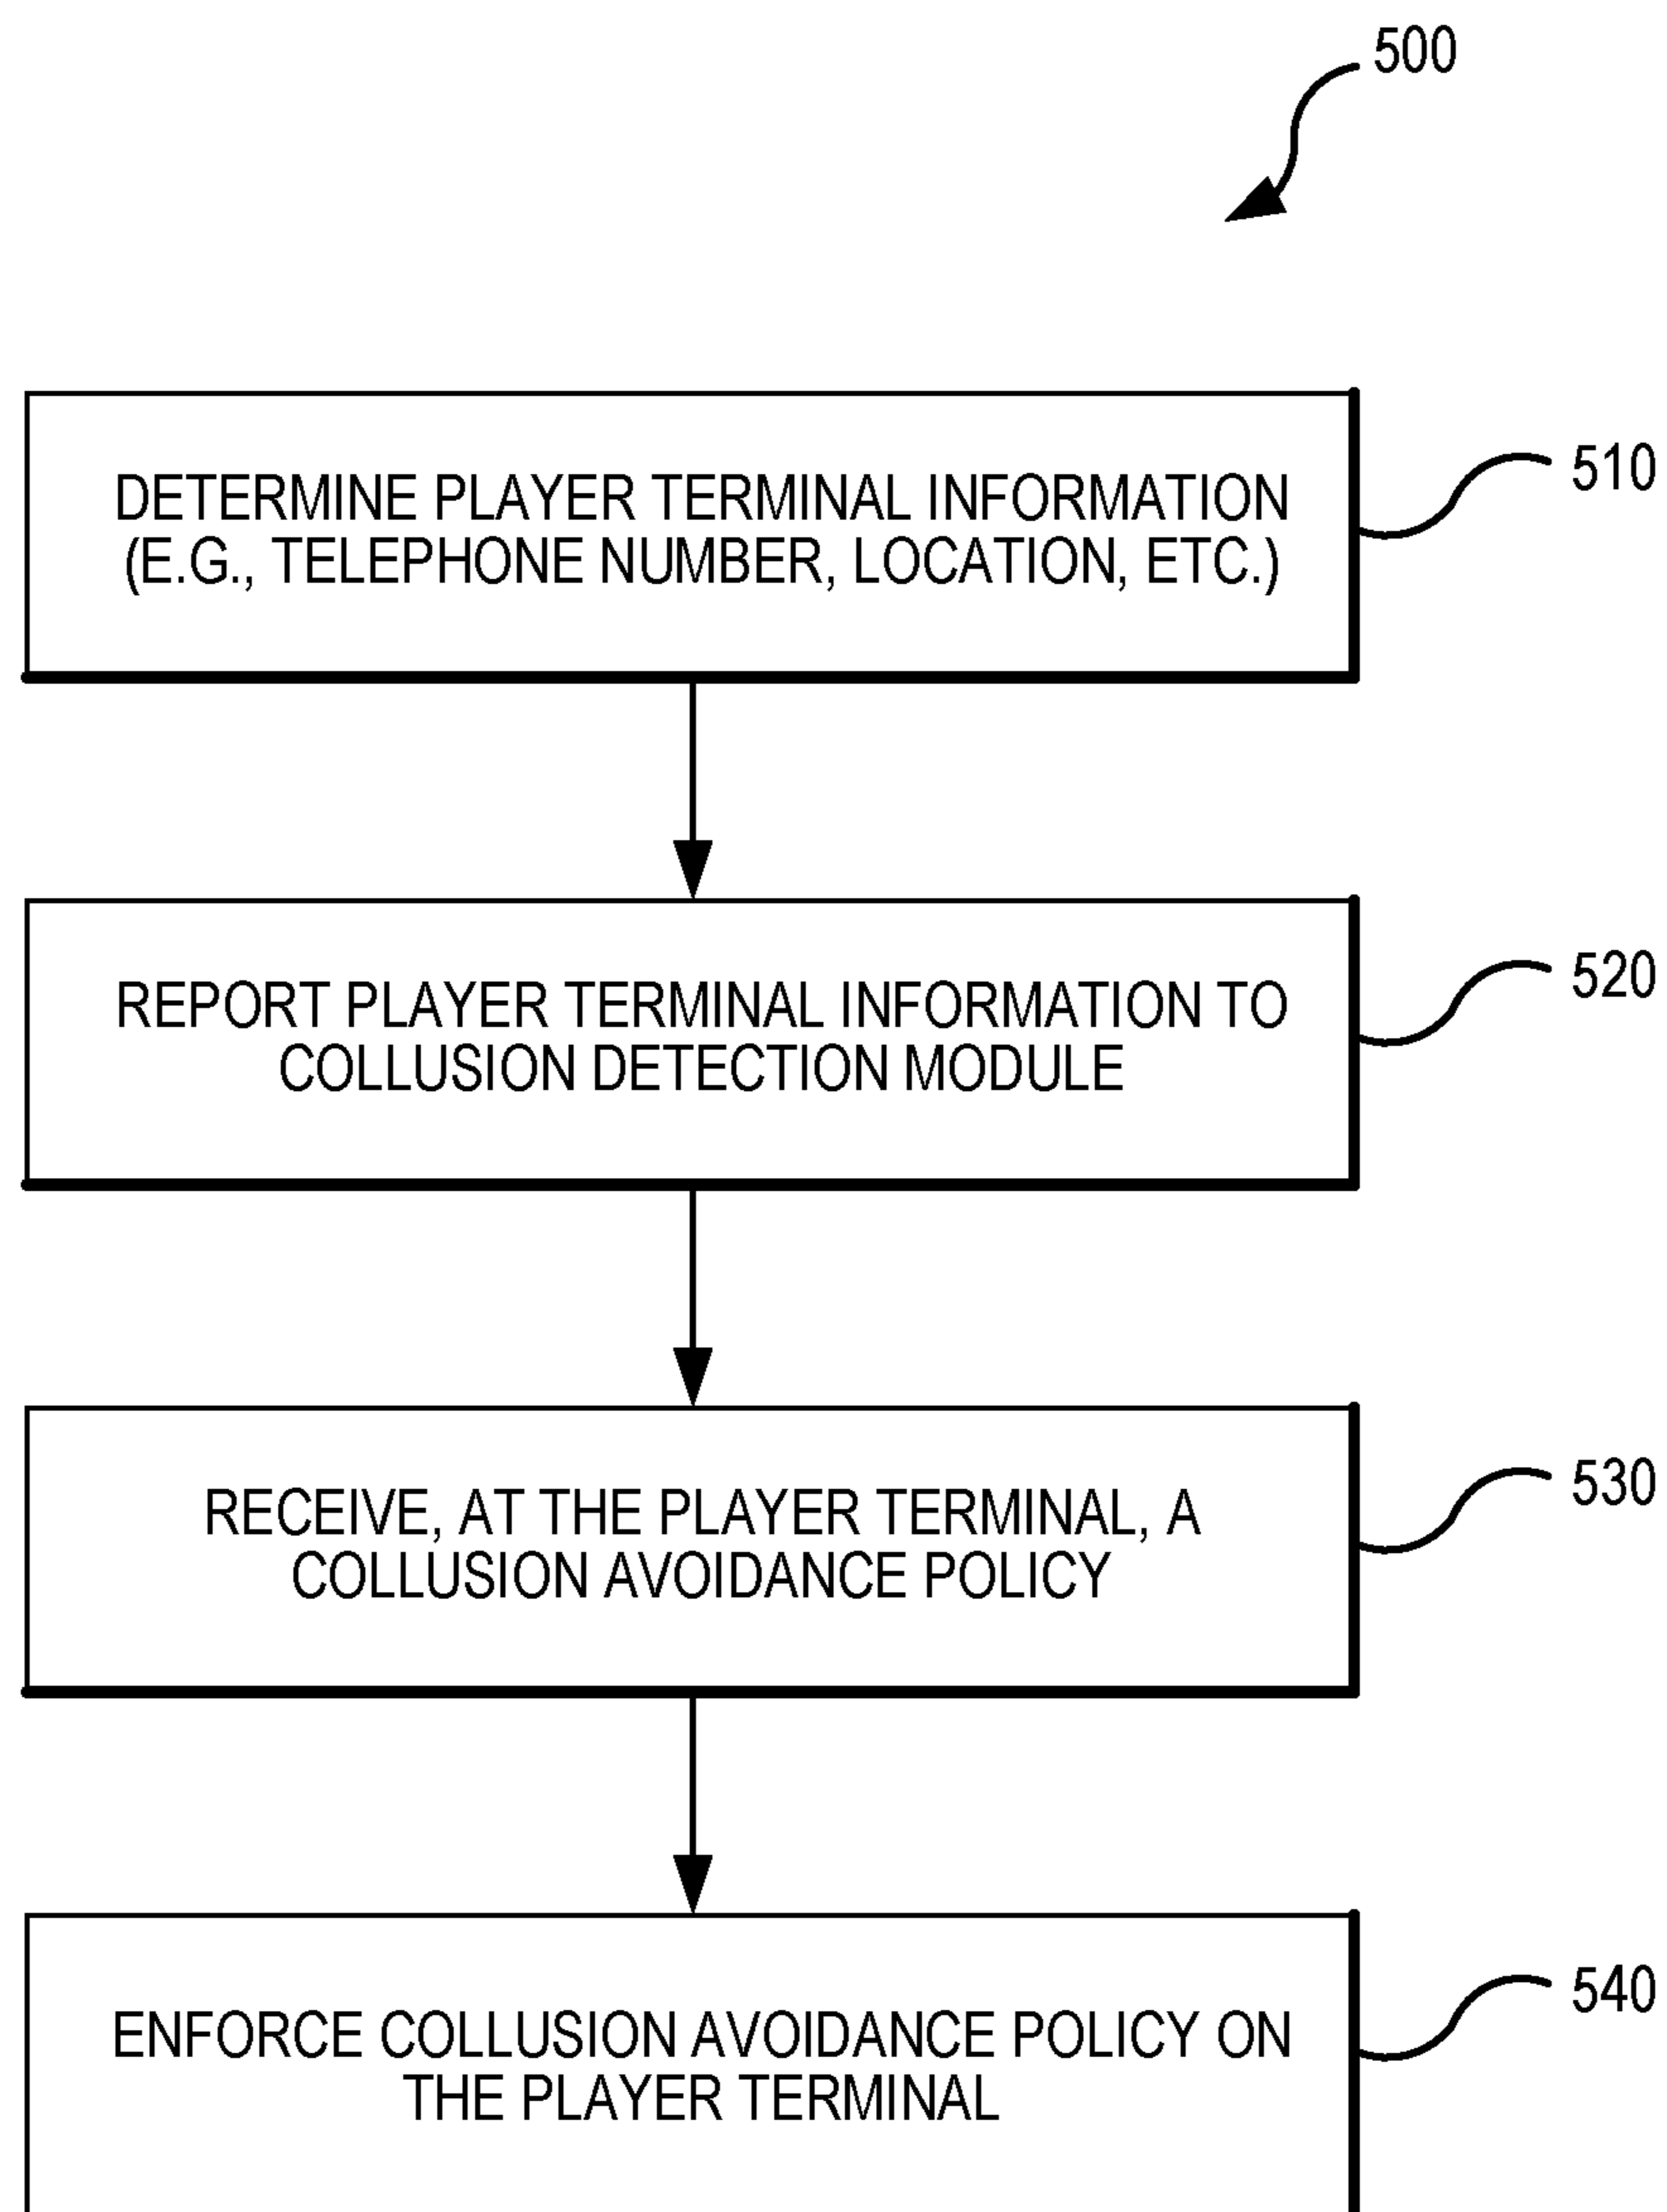 500
DETERMINE PLAYER TERMINAL INFORMATION
(E.G., TELEPHONE NUMBER, LOCATION, ETC.)
510
REPORT PLAYER TERMINAL INFORMATION TO
COLLUSION DETECTION MODULE
520
RECEIVE, AT THE PLAYER TERMINAL, A
COLLUSION AVOIDANCE POLICY
530
ENFORCE COLLUSION AVOIDANCE POLICY ON
THE PLAYER TERMINAL
540